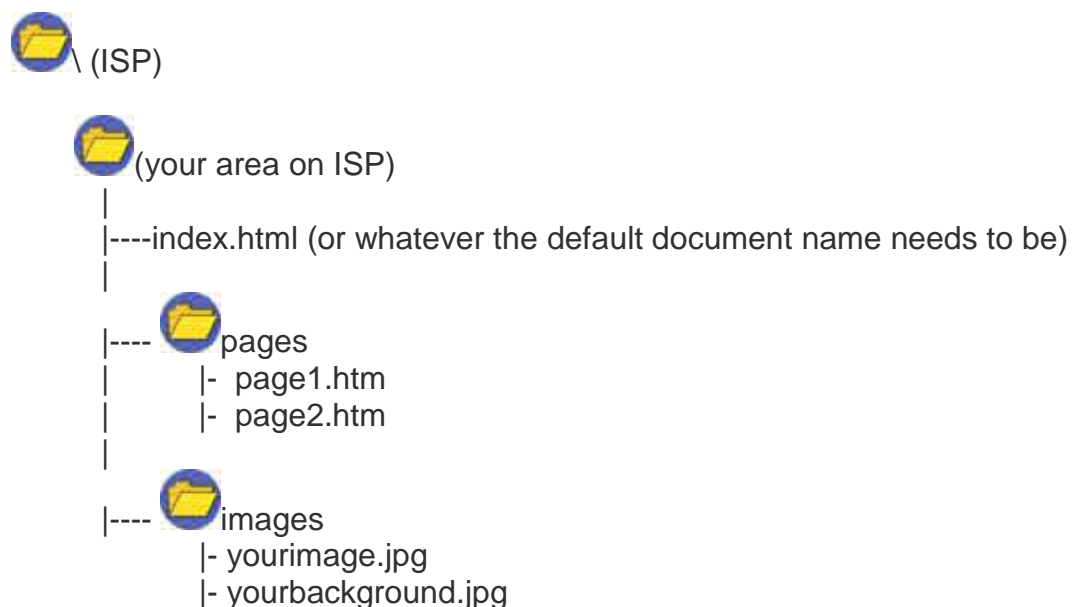 \ (ISP)
(your area on ISP)
|
|----index.html (or whatever the default document name needs to be)
|
|---- pages
| |- page1.htm
| |- page2.htm
|
|---- images
|- yourimage.jpg
|- yourbackground.jpg